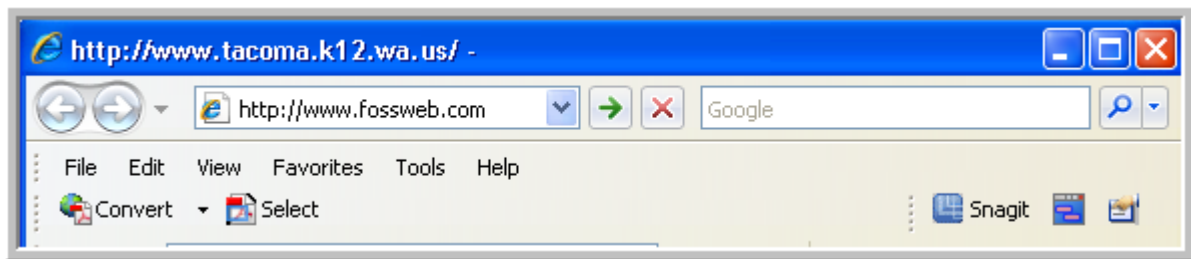 http://www.tacoma.k12.wa.us/ -
http://www.fossweb.com Google
File Edit View Favorites Tools Help
Convert Select Snagit